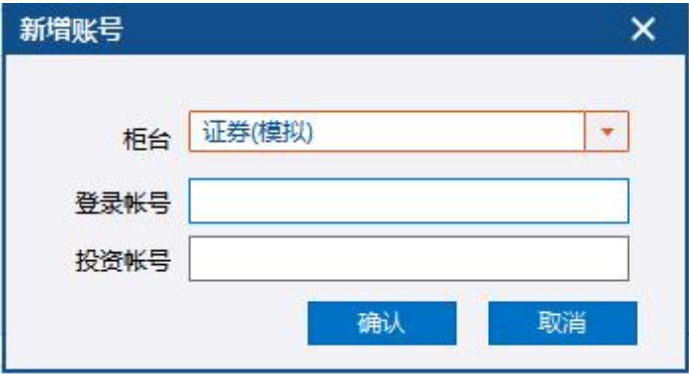 新增账号
柜台 证券(模拟)
登录帐号
投资帐号
确认 取消